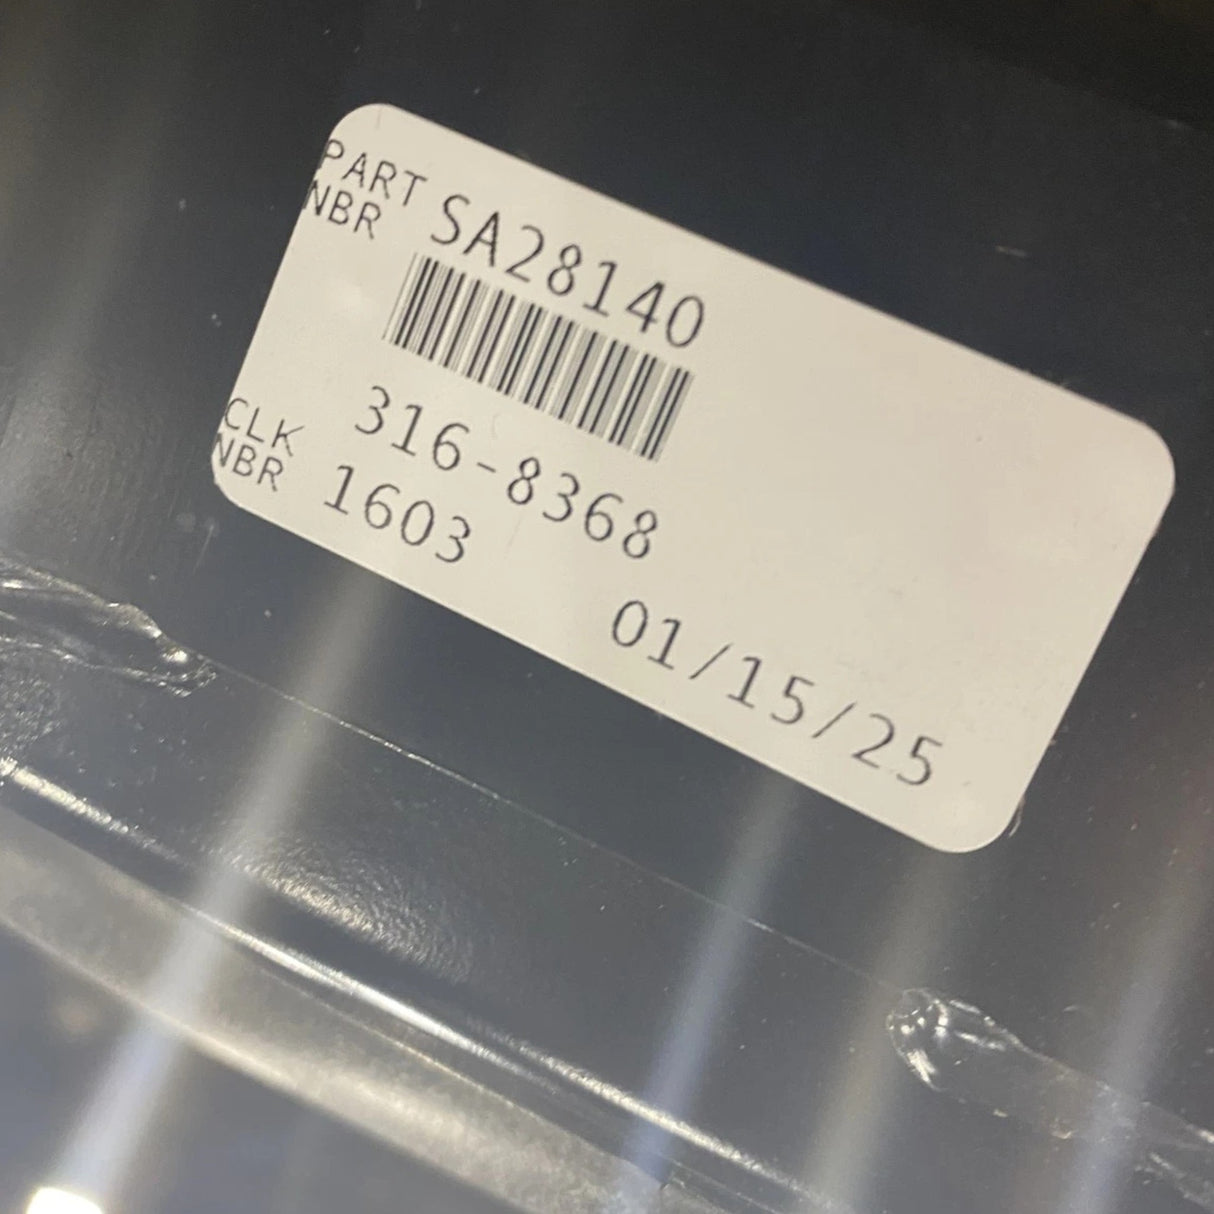 PART
NBR SA28140
316-8368
CLK
NBR 1603
01/15/25